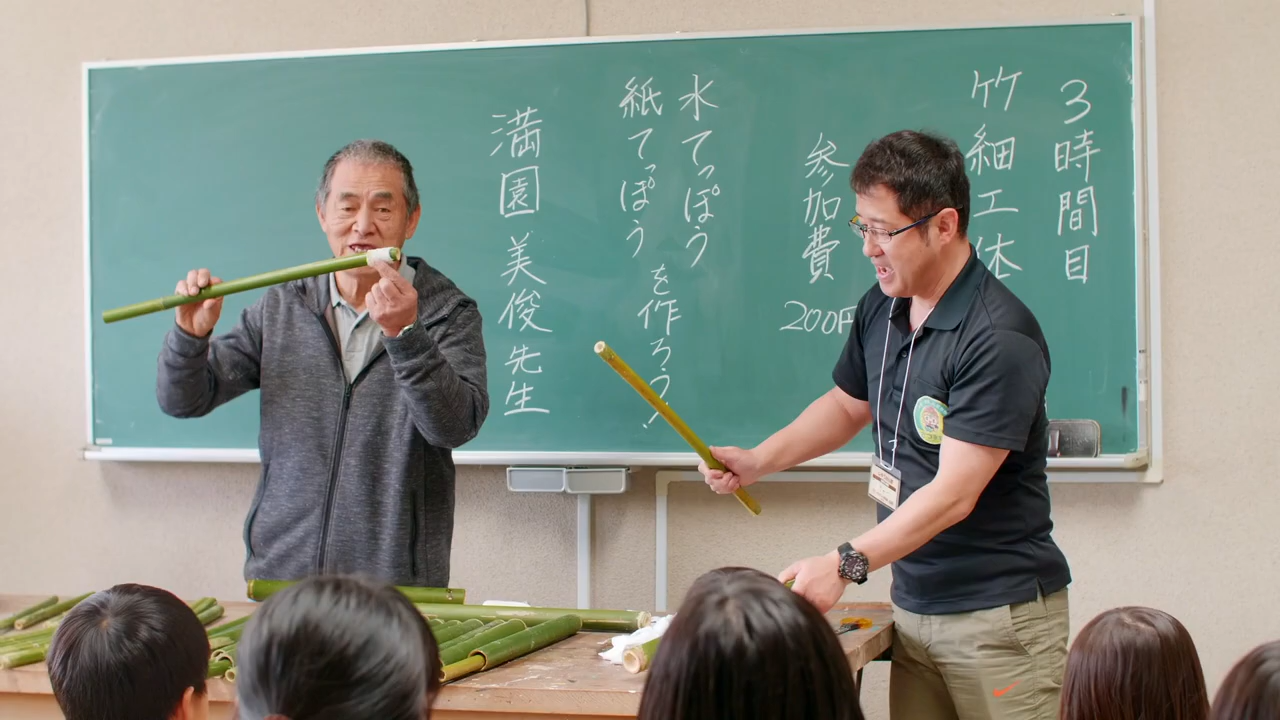 3時間目
竹細工体
参加費
200円
水てっぽう
紙てっぽう
を作ろう!
満園美俊先生